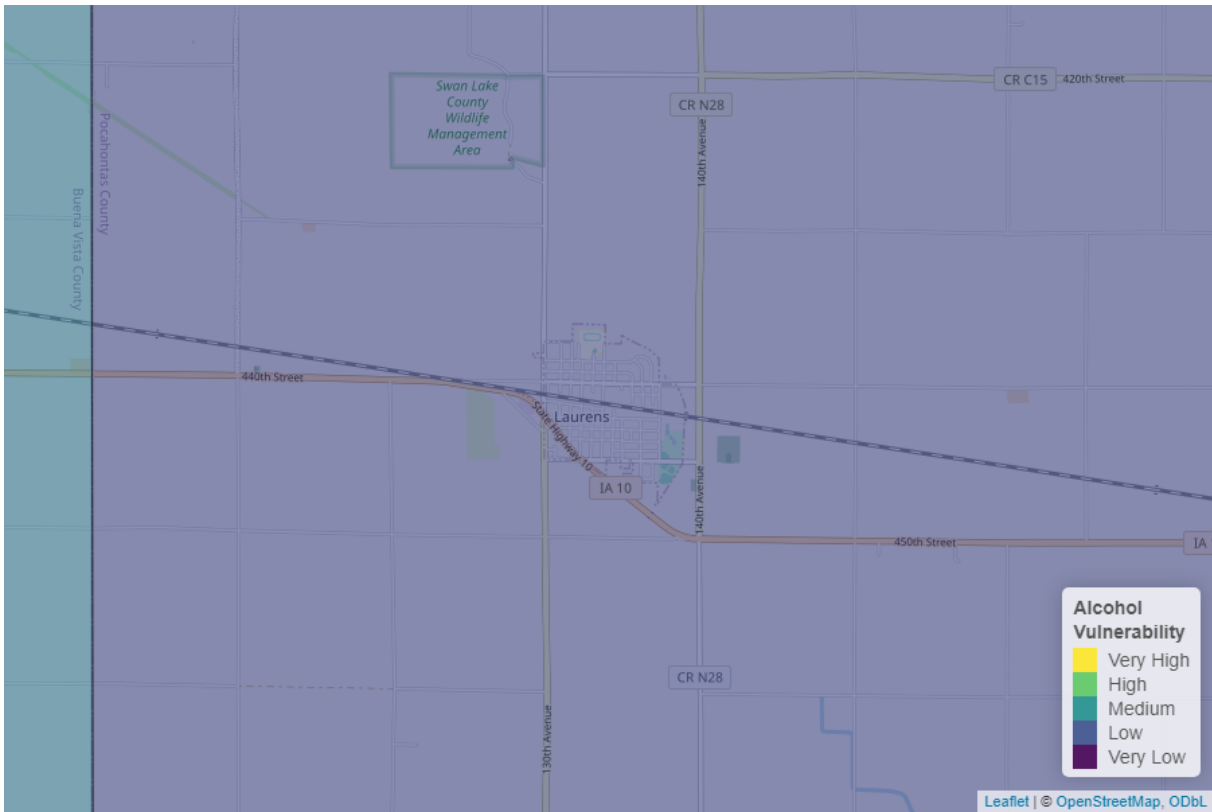 Swan Lake
County
Wildlife
Management
Area
CR C15
420th Street
CR N28
140th Avenue
Pocahontas County
Buena Vista County
440th Street
State Highway 10
Laurens
IA 10
140th Avenue
450th Street
IA
CR N28
130th Avenue
Alcohol
Vulnerability
Very High
High
Medium
Low
Very Low
Leaflet | © OpenStreetMap, ODbL